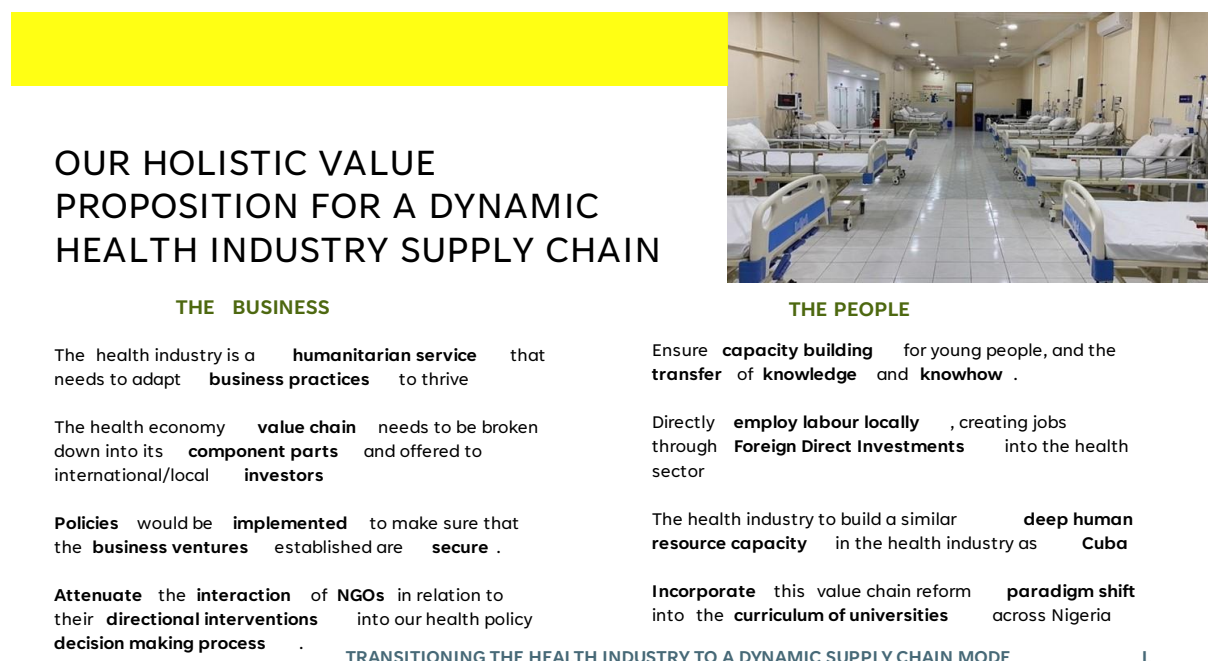 OUR HOLISTIC VALUE
PROPOSITION FOR A DYNAMIC
HEALTH INDUSTRY SUPPLY CHAIN
THE BUSINESS
The health industry is a humanitarian service that
needs to adapt business practices to thrive
The health economy value chain needs to be broken
down into its component parts and offered to
international/local investors
Policies would be implemented to make sure that
the business ventures established are secure .
Attenuate the interaction of NGOs in relation to
their directional interventions into our health policy
decision making process .
THE PEOPLE
Ensure capacity building for young people, and the
transfer of knowledge and knowhow .
Directly employ labour locally , creating jobs
through Foreign Direct Investments into the health
sector
The health industry to build a similar deep human
resource capacity in the health industry as Cuba
Incorporate this value chain reform paradigm shift
into the curriculum of universities across Nigeria
TRANSITIONING THE HEALTH INDUSTRY TO A DYNAMIC SUPPLY CHAIN MODE